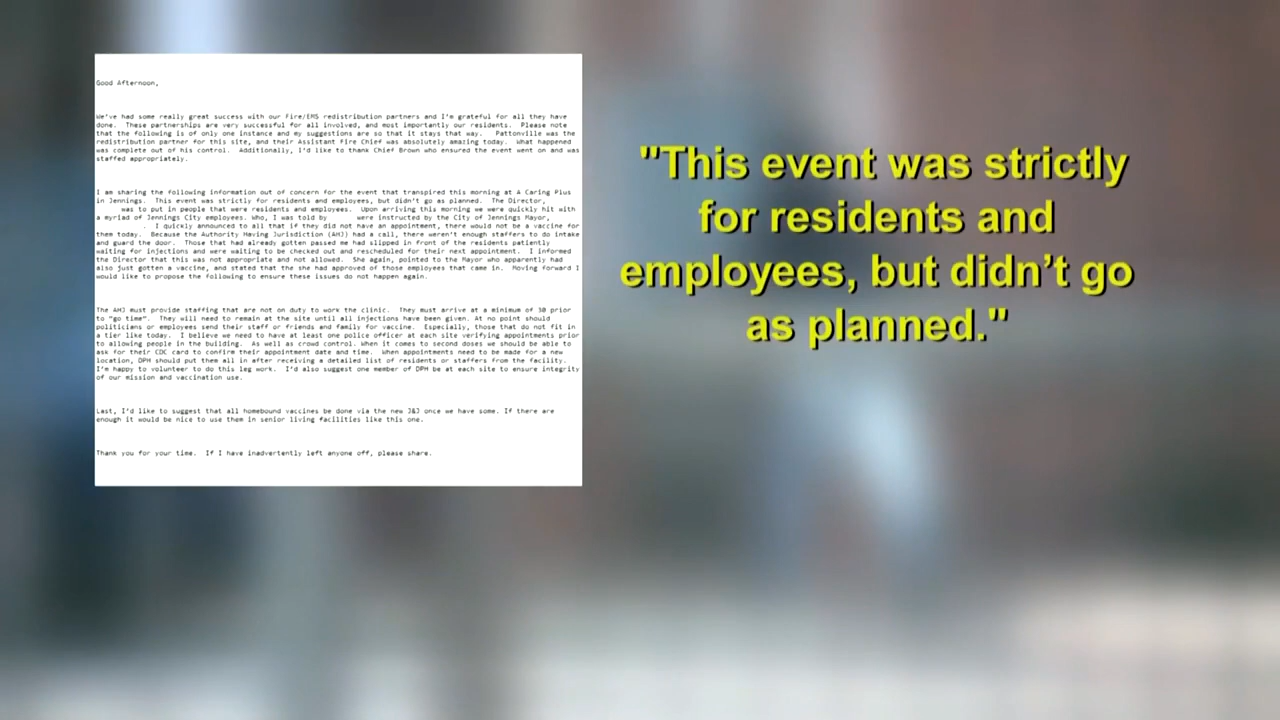 Good Afternoon,
We've had some really great success with our Fire/EMS redistribution partners and I'm grateful for all they have
done.  These partnerships are very successful for all involved, and most importantly our residents.  Please note
that the following is of only one instance and my suggestions are so that it stays that way.   Pattonville was the
redistribution partner for this site, and their Assistant Fire Chief was absolutely amazing today.  What happened
was complete out of his control.  Additionally, I'd like to thank Chief Brown who ensured the event went on and was
staffed appropriately.
I am sharing the following information out of concern for the event that transpired this morning at A Caring Plus
in Jennings.  This event was strictly for residents and employees, but didn't go as planned.  The Director,
was to put in people that were residents and employees.  Upon arriving this morning we were quickly hit with
a myriad of Jennings City employees. Who, I was told by        were instructed by the City of Jennings Mayor,
.  I quickly announced to all that if they did not have an appointment, there would not be a vaccine for
them today.  Because the Authority Having Jurisdiction (AHJ) had a call, there weren't enough staffers to do intake
and guard the door.  Those that had already gotten passed me had slipped in front of the residents patiently
waiting for injections and were waiting to be checked out and rescheduled for their next appointment.  I informed
the Director that this was not appropriate and not allowed.  She again, pointed to the Mayor who apparently had
also just gotten a vaccine, and stated that the she had approved of those employees that came in.  Moving forward I
would like to propose the following to ensure these issues do not happen again.
The AHJ must provide staffing that are not on duty to work the clinic.  They must arrive at a minimum of 30 prior
to "go time".  They will need to remain at the site until all injections have been given. At no point should
politicians or employees send their staff or friends and family for vaccine.  Especially, those that do not fit in
a tier like today.  I believe we need to have at least one police officer at each site verifying appointments prior
to allowing people in the building.  As well as crowd control. When it comes to second doses we should be able to
ask for their CDC card to confirm their appointment date and time.  When appointments need to be made for a new
location, DPH should put them all in after receiving a detailed list of residents or staffers from the facility.
I'm happy to volunteer to do this leg work.  I'd also suggest one member of DPH be at each site to ensure integrity
of our mission and vaccination use.
Last, I'd like to suggest that all homebound vaccines be done via the new J&J once we have some. If there are
enough it would be nice to use them in senior living facilities like this one.
Thank you for your time.  If I have inadvertently left anyone off, please share.
"This event was strictly
for residents and
employees, but didn't go
as planned."